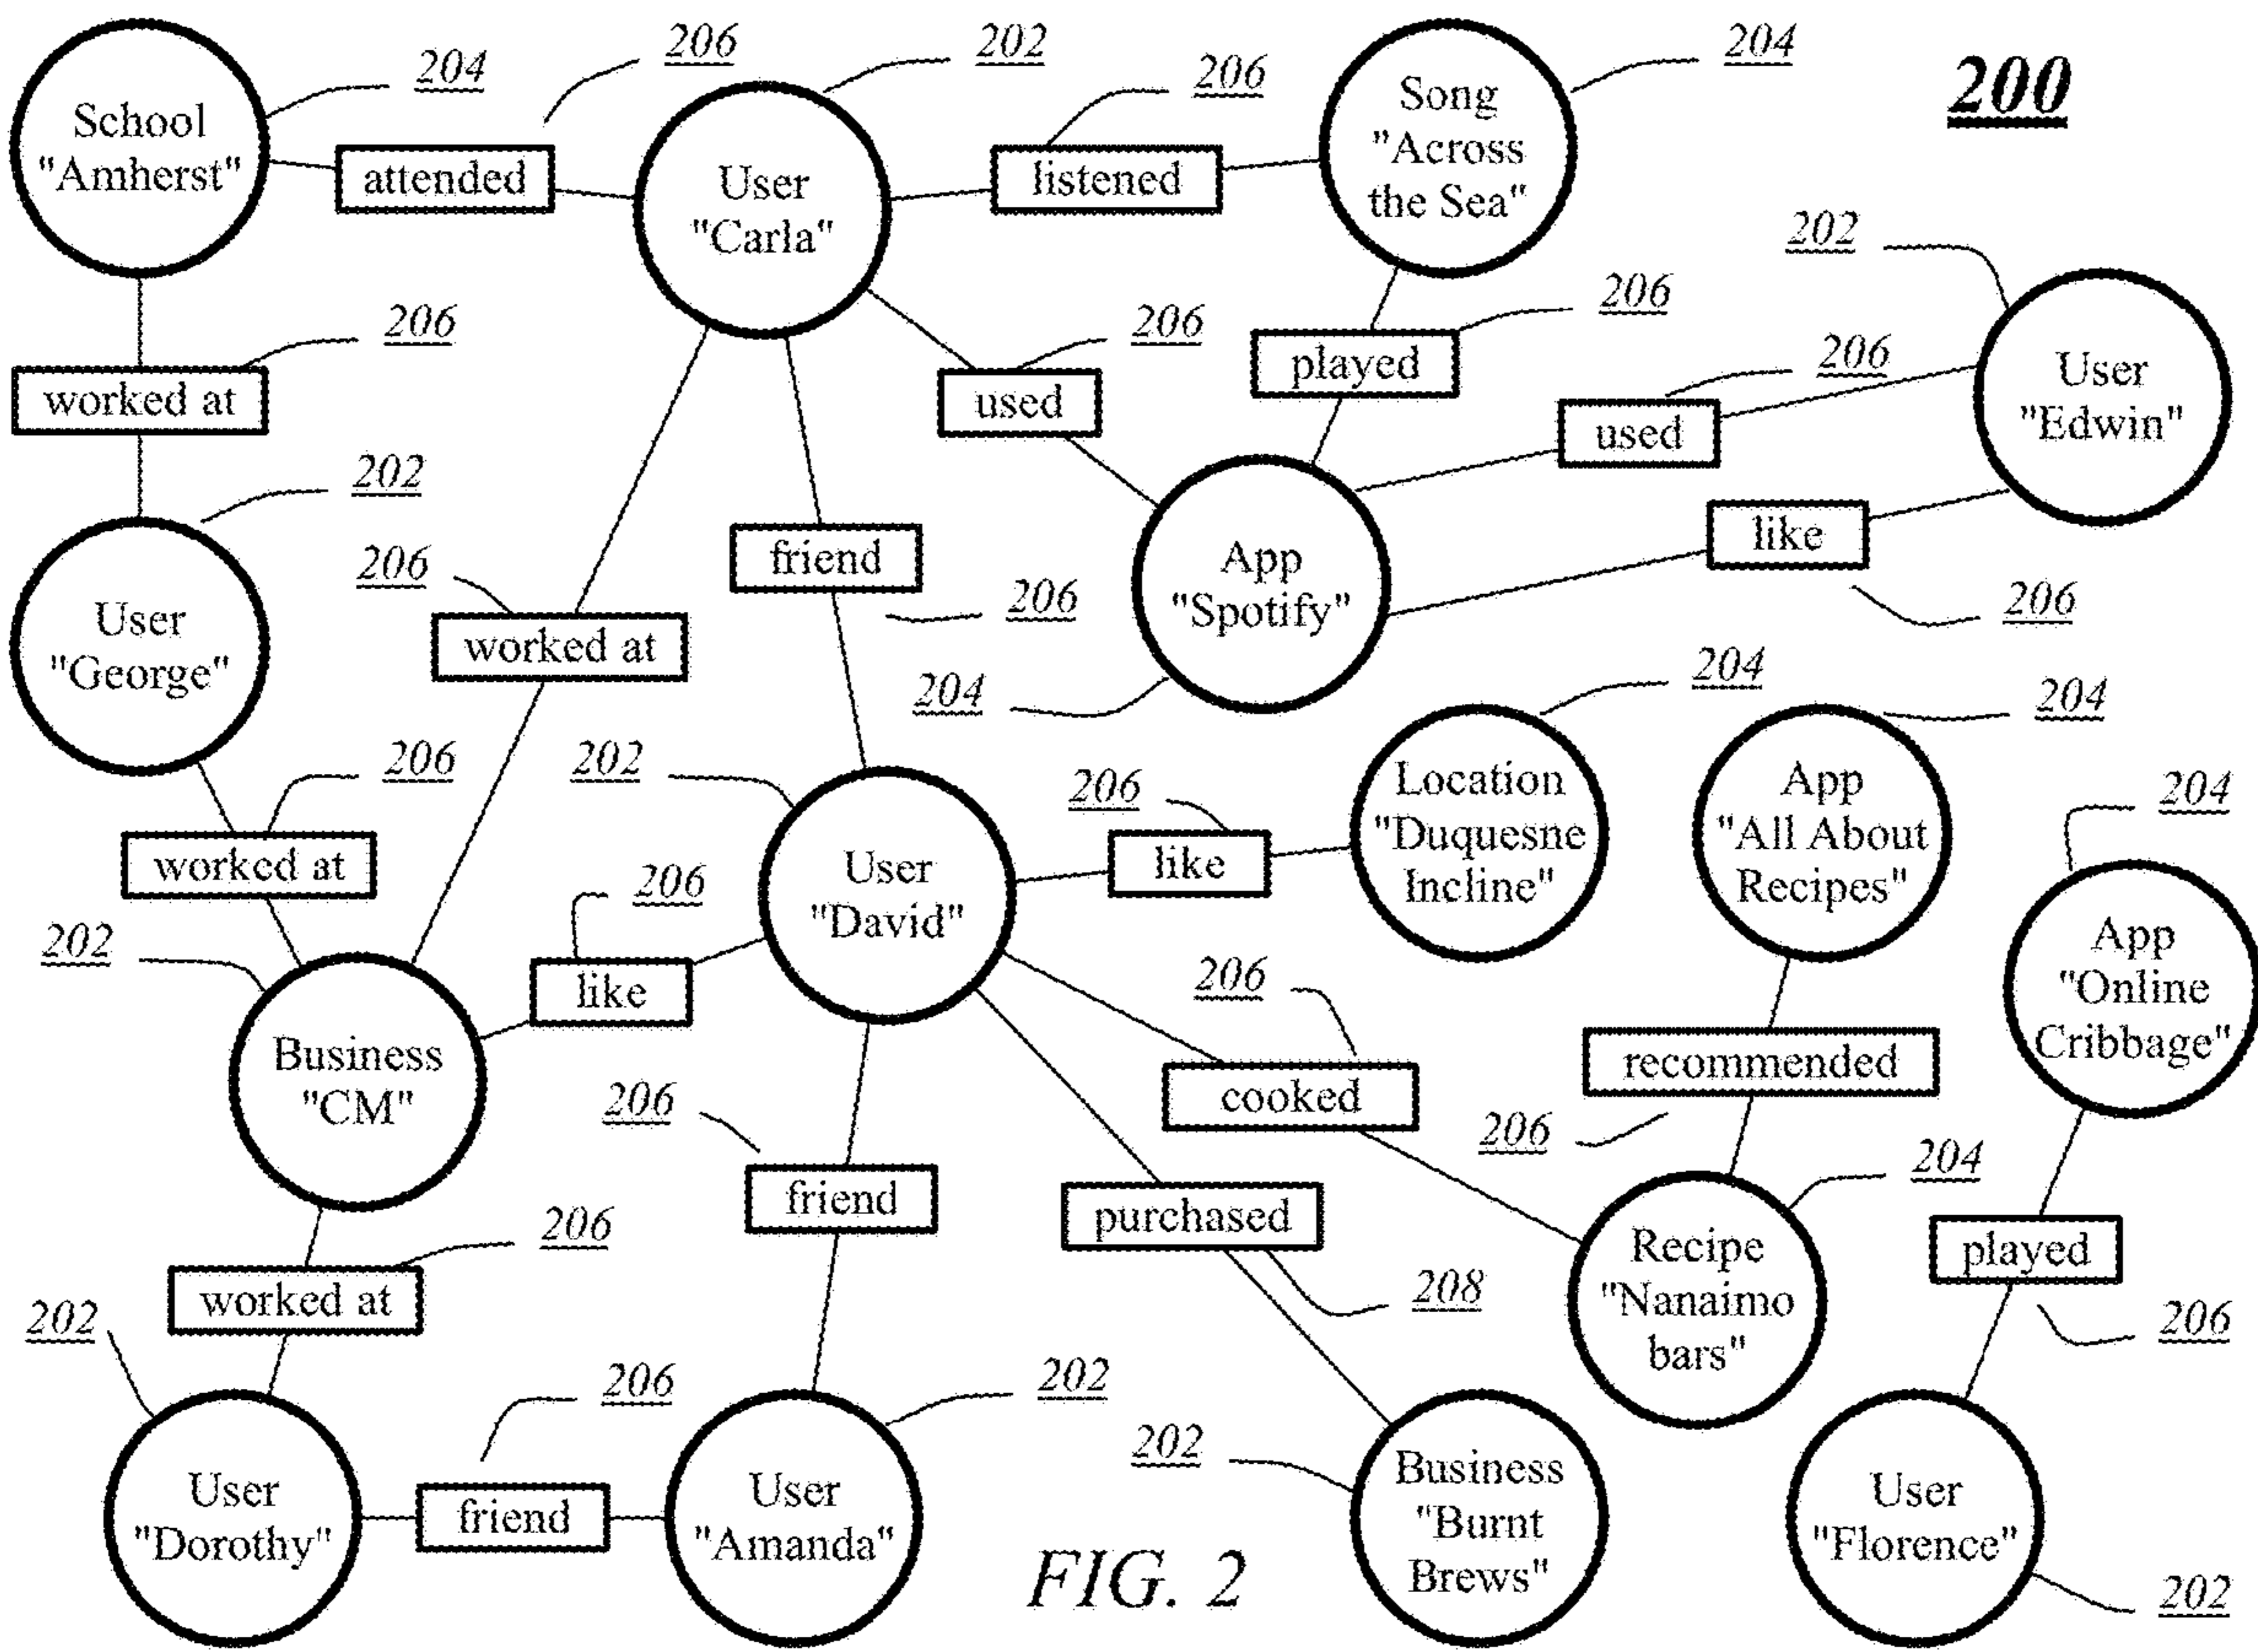 204
206
202
206
204
200
School
"Amherst"
attended
User
"Carla"
listened
Song
"Across
the Sea"
202
206
worked at
206
used
206
played
206
used
User
"Edwin"
202
206
friend
206
App
"Spotify"
like
206
User
"George"
worked at
204
204
204
206
202
206
Location
"Duquesne
Incline"
App
"All About
Recipes"
204
worked at
206
User
"David"
like
App
"Online
Cribbage"
202
like
206
Business
"CM"
206
cooked
recommended
206
204
206
friend
purchased
208
Recipe
"Nanaimo
bars"
played
206
worked at
202
206
202
202
User
"Dorothy"
friend
User
"Amanda"
Business
"Burnt
Brews"
User
"Florence"
202
FIG. 2